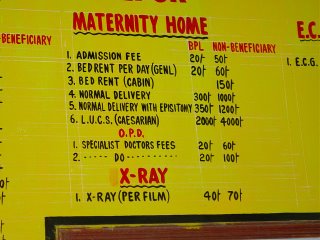 MATERNITY HOME
BENEFICIARY
BPL NON-BENEFICIARY
1. ADMISSION FEE 20/- 50/-
2. BED RENT PER DAY (GENL) 20/- 60/-
3. BED RENT (CABIN) 150/-
4. NORMAL DELIVERY 300/- 1000/-
5. NORMAL DELIVERY WITH EPISITOMY 350/- 1200/-
6. L.U.C.S. (CAESARIAN) 2000/- 4000/-
O.P.D.
1. SPECIALIST DOCTORS FEES 20/- 60/-
2. ----- DO ----- 20/- 100/-
X-RAY
1. X-RAY (PER FILM) 40/- 70/-
E.C.
1. E.C.G.